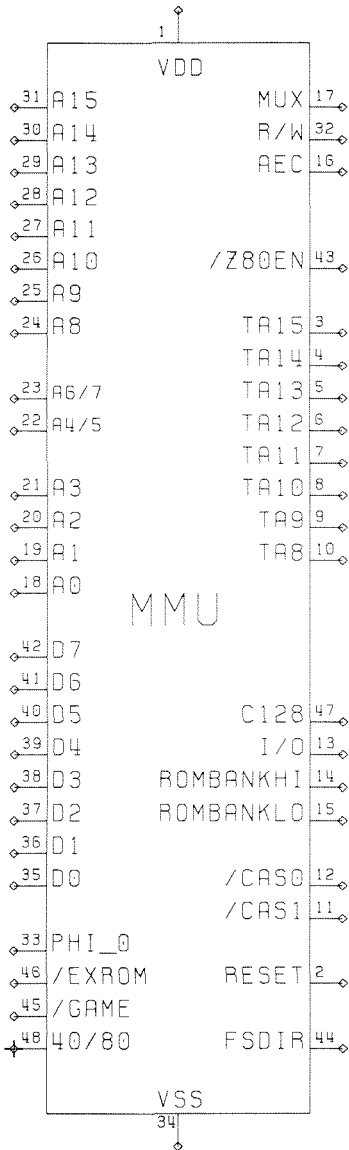 1
VDD
31 A15 MUX 17
30 A14 R/W 32
29 A13 AEC 16
28 A12
27 A11
26 A10 /Z80EN 43
25 A9
24 A8 TA15 3
TA14 4
23 A6/7 TA13 5
22 A4/5 TA12 6
TA11 7
21 A3 TA10 8
20 A2 TA9 9
19 A1 TA8 10
18 A0
MMU
42 D7
41 D6
40 D5 C128 47
39 D4 I/O 13
38 D3 ROMBANKHI 14
37 D2 ROMBANKLO 15
36 D1
35 D0 /CAS0 12
/CAS1 11
33 PHI_0
46 /EXROM RESET 2
45 /GAME
48 40/80 FSDIR 44
VSS
34